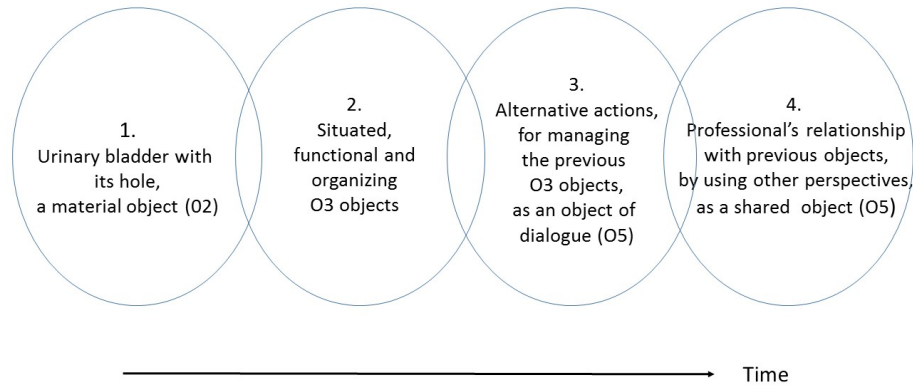 1.
Urinary bladder with
its hole,
a material object (02)
2.
Situated,
functional and
organizing
O3 objects
3.
Alternative actions,
for managing
the previous
O3 objects,
as an object of
dialogue (O5)
4.
Professional’s relationship
with previous objects,
by using other perspectives,
as a shared object (O5)
Time